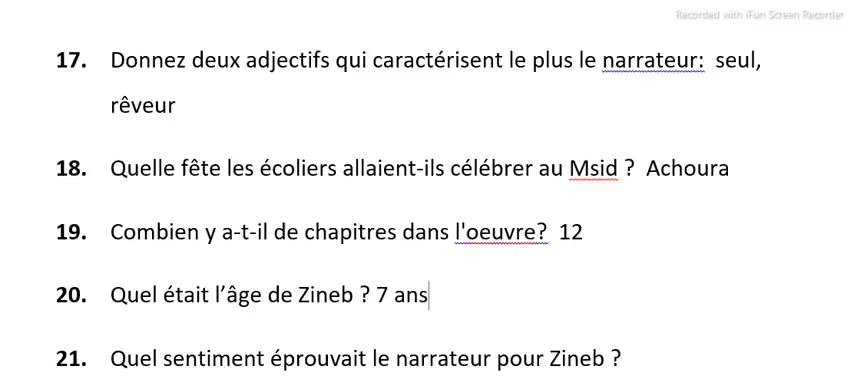 Recorded with iFun Screen Recorder
17. Donnez deux adjectifs qui caractérisent le plus le narrateur:  seul,
rêveur
18. Quelle fête les écoliers allaient-ils célébrer au Msid ?  Achoura
19. Combien y a-t-il de chapitres dans l'oeuvre?  12
20. Quel était l’âge de Zineb ? 7 ans
21. Quel sentiment éprouvait le narrateur pour Zineb ?